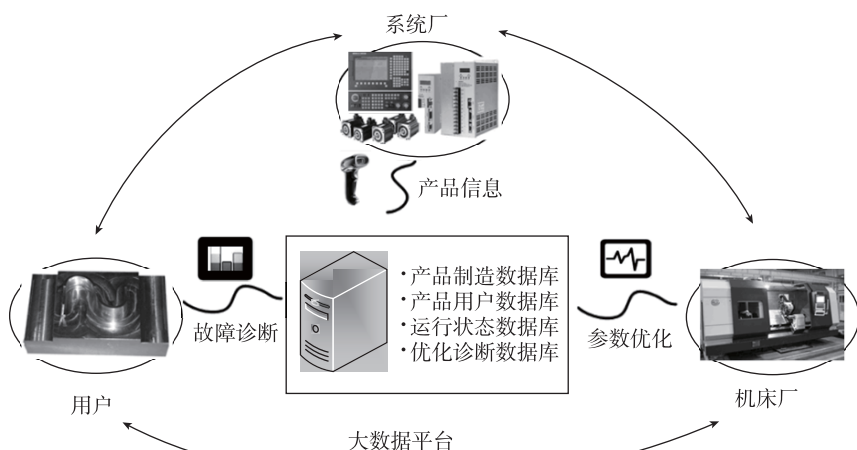 系统厂
产品信息
·产品制造数据库
·产品用户数据库
·运行状态数据库
·优化诊断数据库
故障诊断
参数优化
用户
机床厂
大数据平台